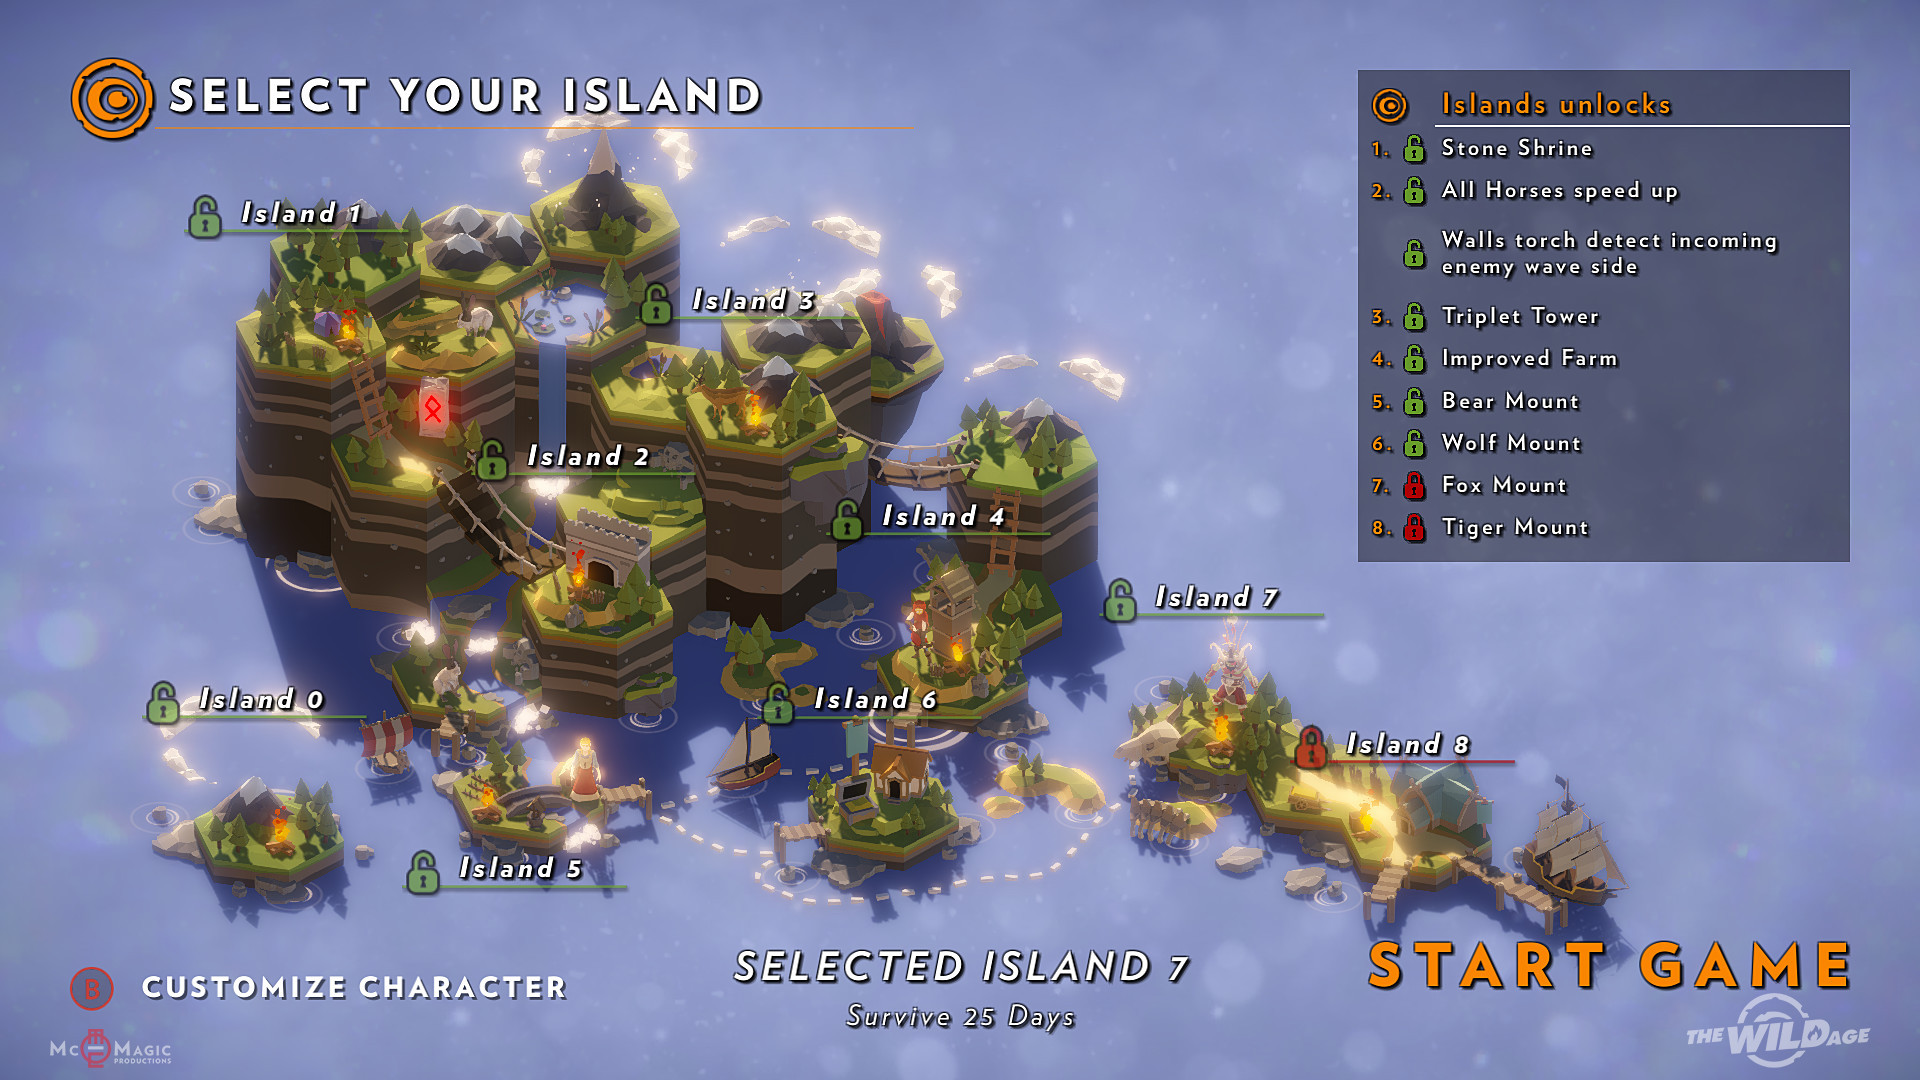 SELECT YOUR ISLAND
Island 1
Island 3
Island 2
Island 4
Island 7
Island 0
Island 6
Island 8
Island 5
Islands unlocks
1. Stone Shrine
2. All Horses speed up
Walls torch detect incoming
enemy wave side
3. Triplet Tower
4. Improved Farm
5. Bear Mount
6. Wolf Mount
7. Fox Mount
8. Tiger Mount
SELECTED ISLAND 7
Survive 25 Days
B CUSTOMIZE CHARACTER
START GAME
MC MAGIC
PRODUCTIONS
THE WILD AGE